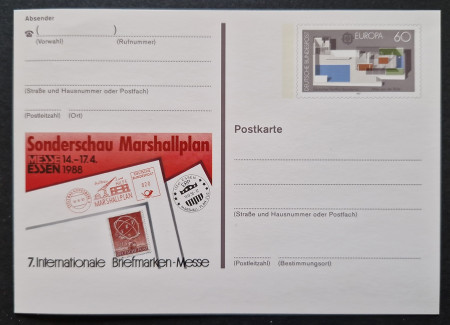 Absender
☎ (                    )
(Vorwahl) (Rufnummer)
(Straße und Hausnummer oder Postfach)
(Postleitzahl) (Ort)
Sonderschau Marshallplan
MESSE 14.-17.4.
ESSEN 1988
MARSHALLPLAN
7. Internationale Briefmarken-Messe
DEUTSCHE BUNDESPOST
EUROPA 60
Postkarte
(Straße und Hausnummer oder Postfach)
(Postleitzahl) (Bestimmungsort)